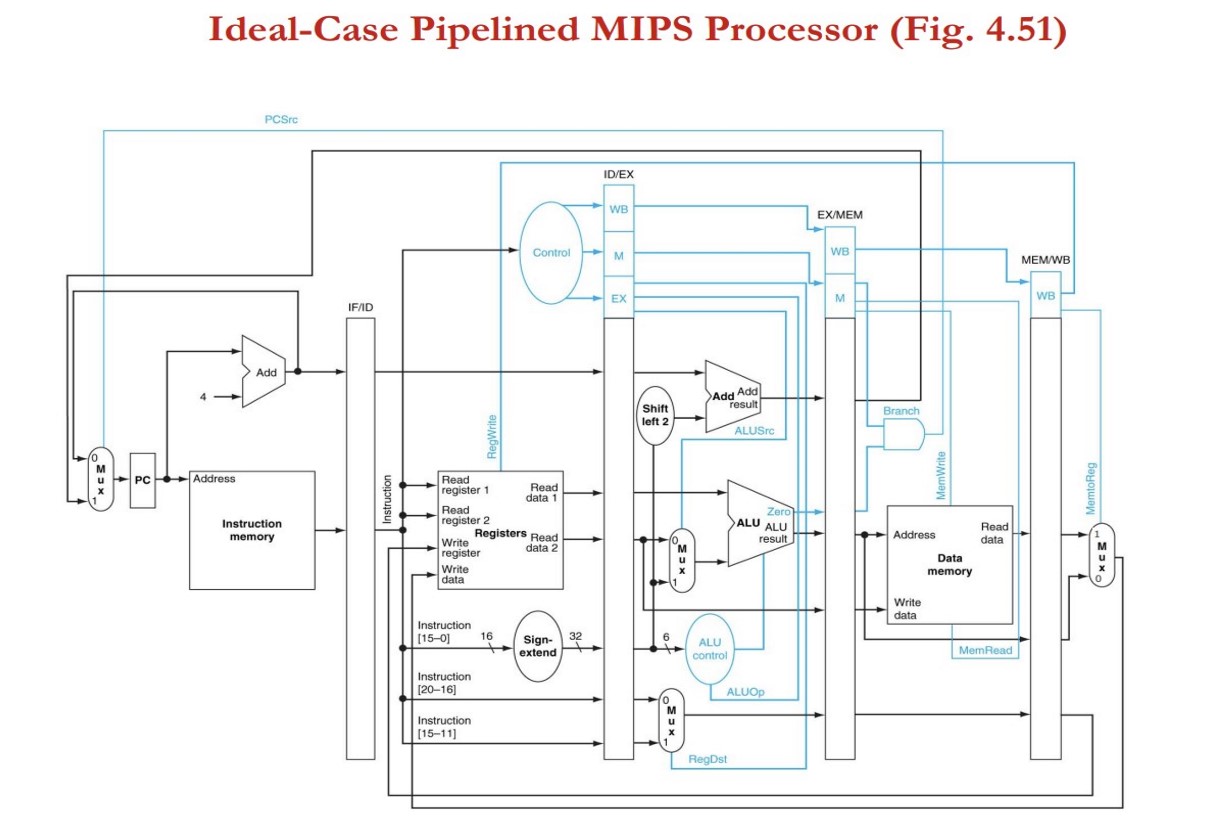 Ideal-Case Pipelined MIPS Processor (Fig. 4.51)
PCSrc
ID/EX
WB
EX/MEM
Control
M
WB
MEM/WB
EX
M
WB
IF/ID
Add
4
Add
Add
result
Shift
left 2
ALUSrc
Branch
RegWrite
0
M
u
x
1
PC
Address
Instruction
memory
Instruction
Read
register 1
Read
register 2
Write
register
Write
data
Registers
Read
data 1
Read
data 2
0
M
u
x
1
Zero
ALU
ALU
result
MemWrite
Address
Read
data
Data
memory
Write
data
MemtoReg
1
M
u
x
0
Instruction
[15–0]
16
Sign-
extend
32
6
ALU
control
MemRead
Instruction
[20–16]
ALUOp
0
M
u
x
1
Instruction
[15–11]
RegDst